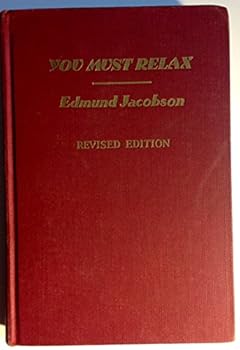 YOU MUST RELAX
Edmund Jacobson
REVISED EDITION